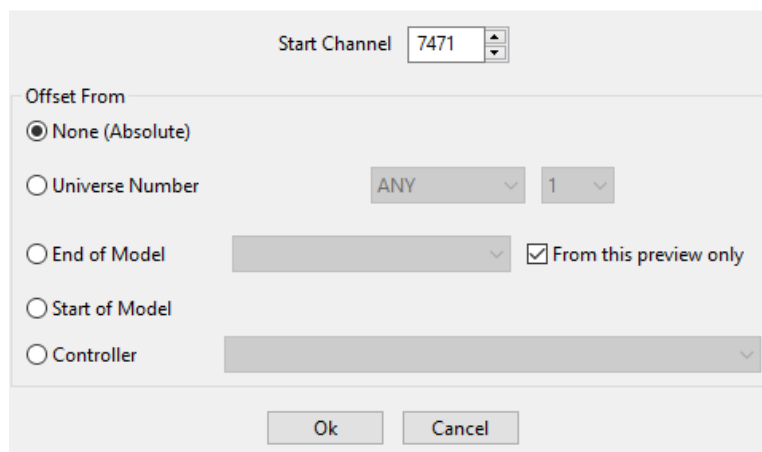 Start Channel 7471
Offset From
None (Absolute)
Universe Number ANY 1
End of Model From this preview only
Start of Model
Controller
Ok Cancel